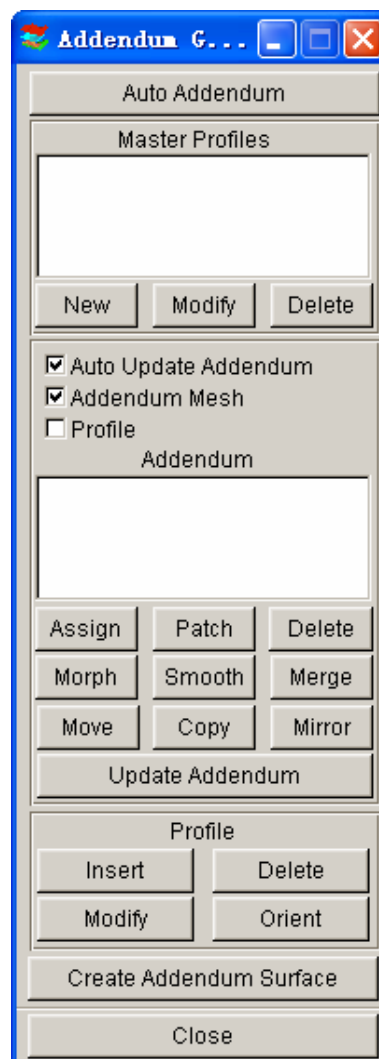 Addendum G...
Auto Addendum
Master Profiles
New Modify Delete
Auto Update Addendum
Addendum Mesh
Profile
Addendum
Assign Patch Delete
Morph Smooth Merge
Move Copy Mirror
Update Addendum
Profile
Insert Delete
Modify Orient
Create Addendum Surface
Close